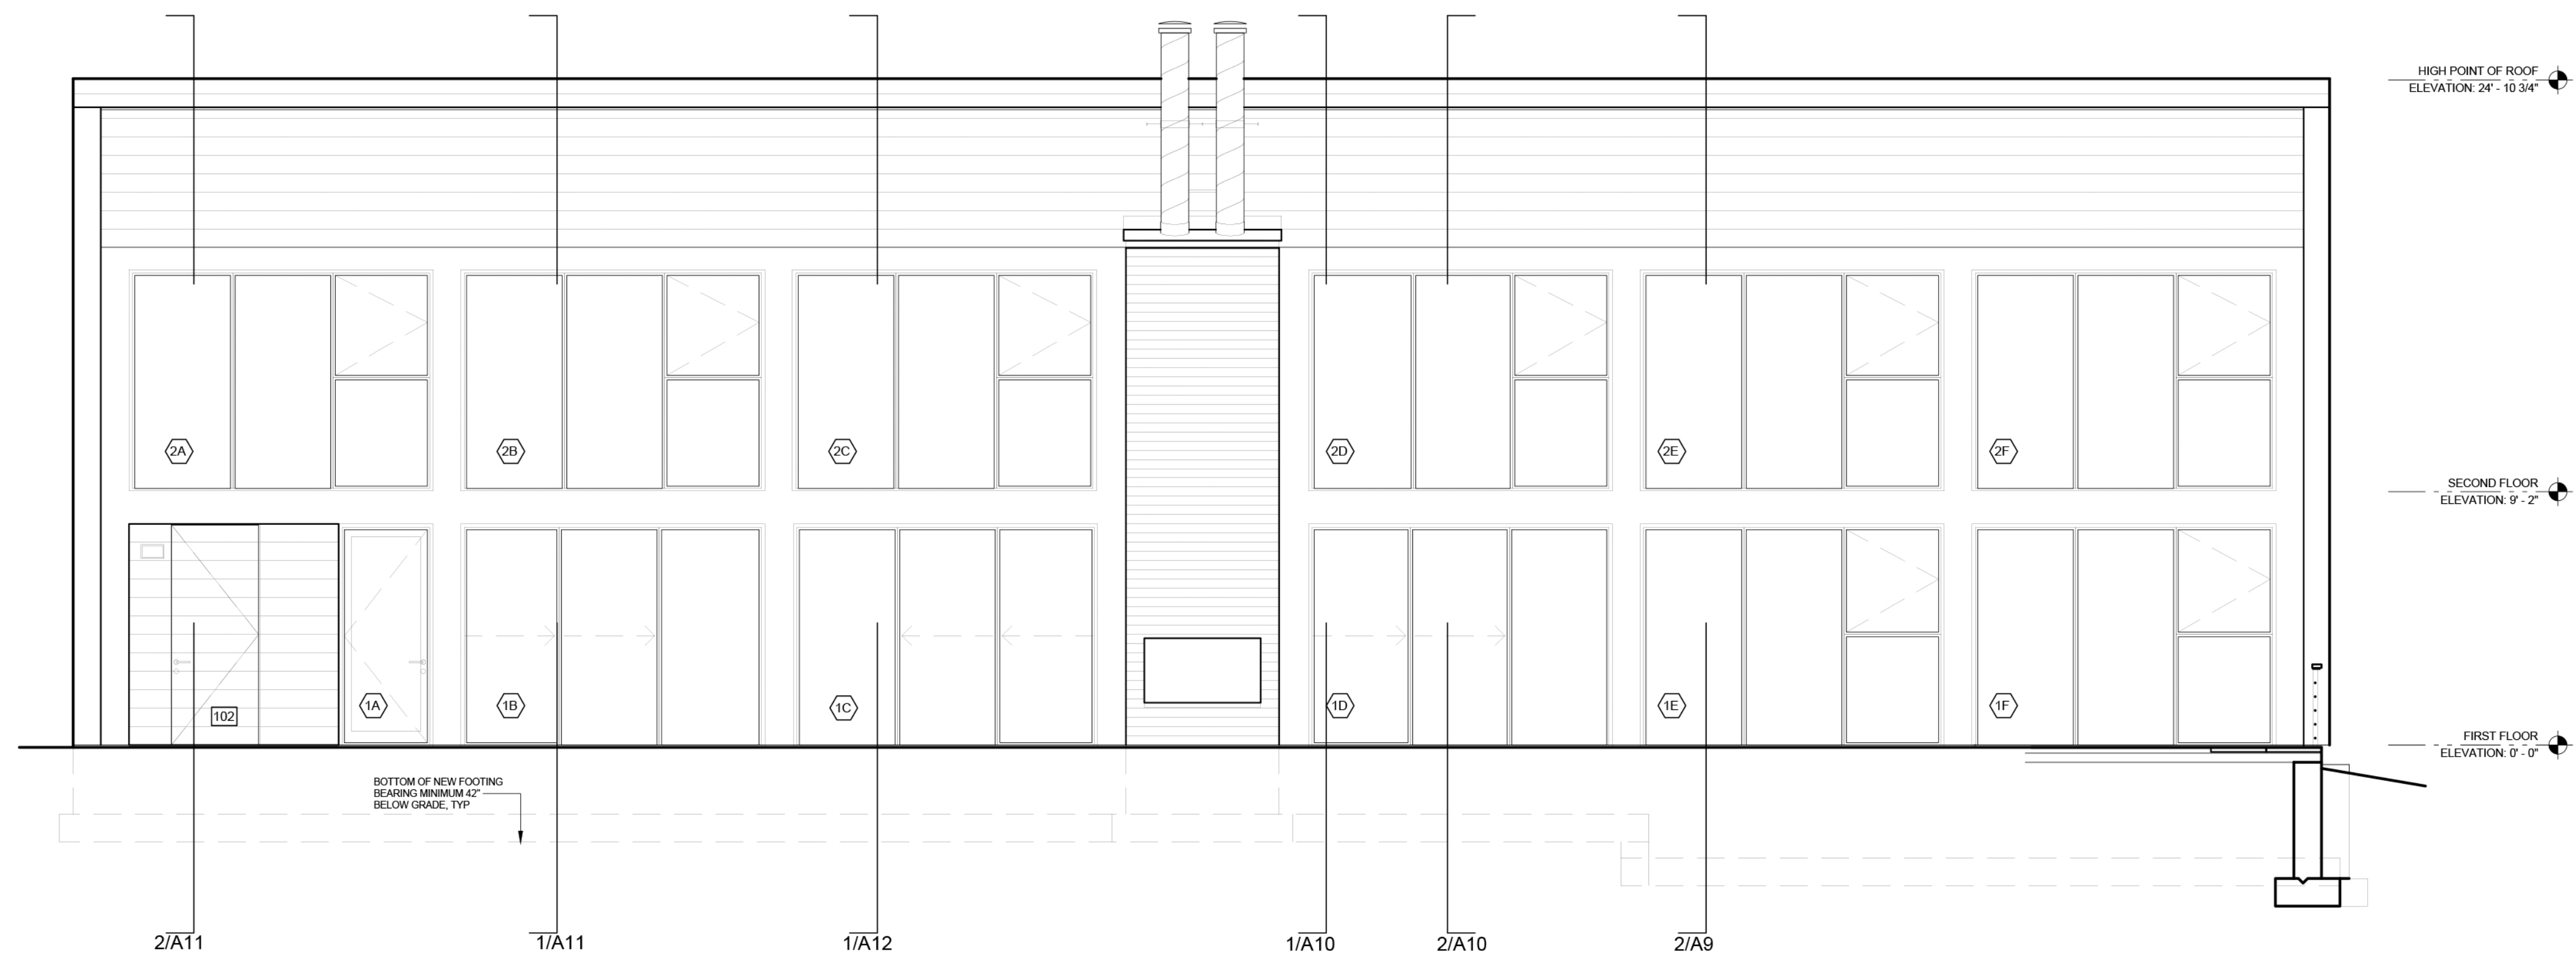 HIGH POINT OF ROOF
ELEVATION: 24' - 10 3/4"
2A
2B
2C
2D
2E
2F
SECOND FLOOR
ELEVATION: 9' - 2"
102
1A
1B
1C
1D
1E
1F
FIRST FLOOR
ELEVATION: 0' - 0"
BOTTOM OF NEW FOOTING
BEARING MINIMUM 42"
BELOW GRADE, TYP
2/A11
1/A11
1/A12
1/A10
2/A10
2/A9